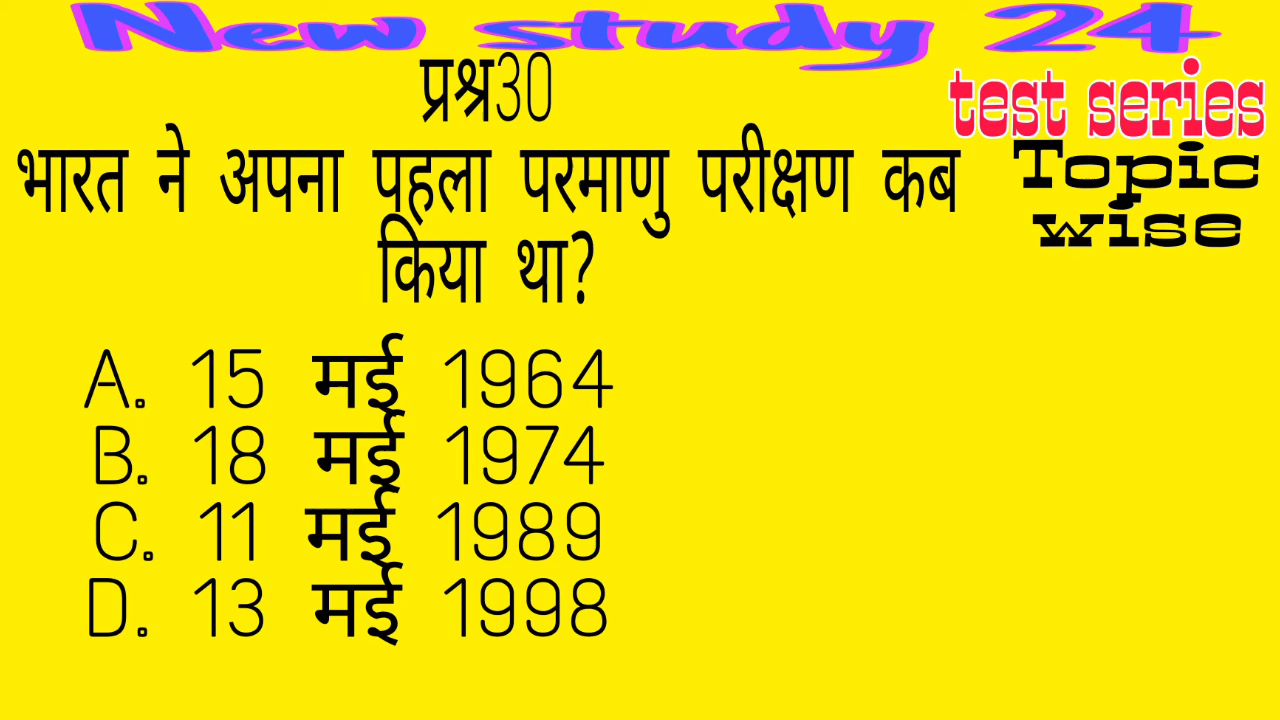 New study 24
test series
Topic
wise
प्रश्न30
भारत ने अपना पहला परमाणु परीक्षण कब
किया था?
A. 15 मई 1964
B. 18 मई 1974
C. 11 मई 1989
D. 13 मई 1998